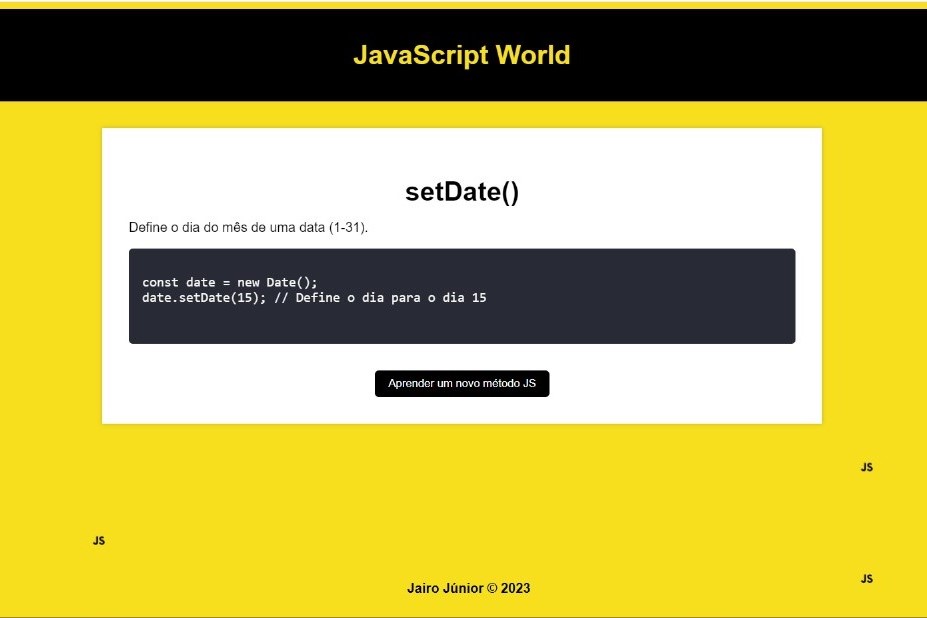 JavaScript World
setDate()
Define o dia do mês de uma data (1-31).
const date = new Date();
date.setDate(15); // Define o dia para o dia 15
Aprender um novo método JS
JS
JS
JS
Jairo Júnior © 2023